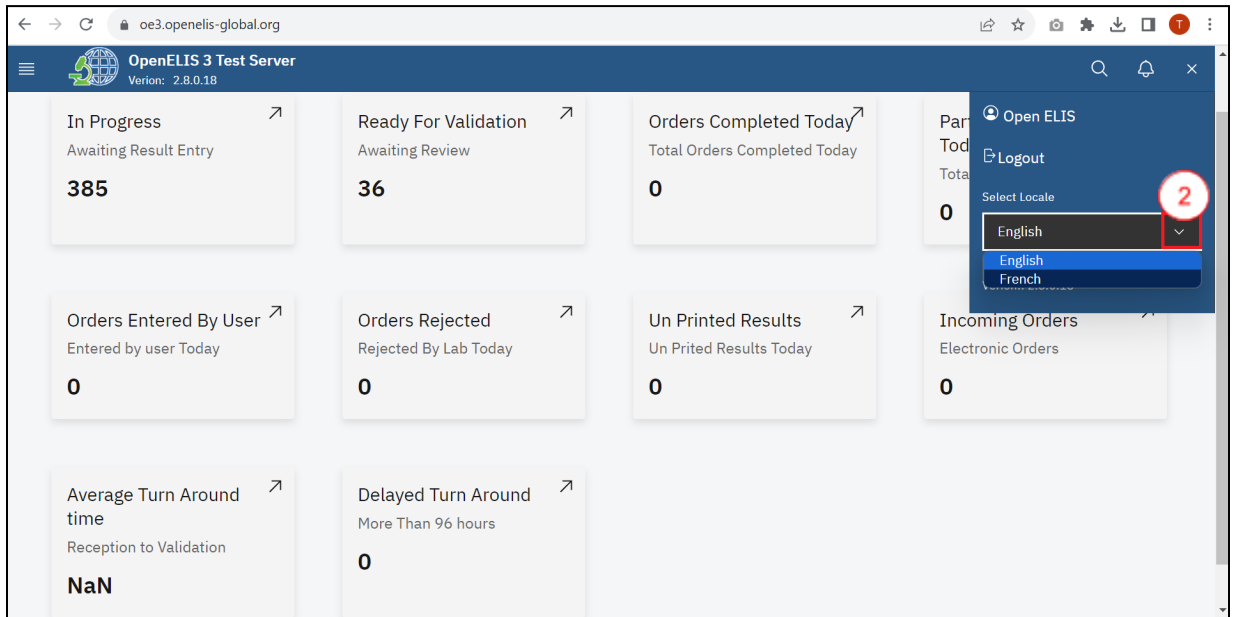 oe3.openelis-global.org
T
OpenELIS 3 Test Server
Verion: 2.8.0.18
In Progress
Awaiting Result Entry
385
Ready For Validation
Awaiting Review
36
Orders Completed Today
Total Orders Completed Today
0
Par
Tod
Tota
0
Open ELIS
Logout
Select Locale
2
English
English
French
Orders Entered By User
Entered by user Today
0
Orders Rejected
Rejected By Lab Today
0
Un Printed Results
Un Prited Results Today
0
Incoming Orders
Electronic Orders
0
Average Turn Around
time
Reception to Validation
NaN
Delayed Turn Around
More Than 96 hours
0